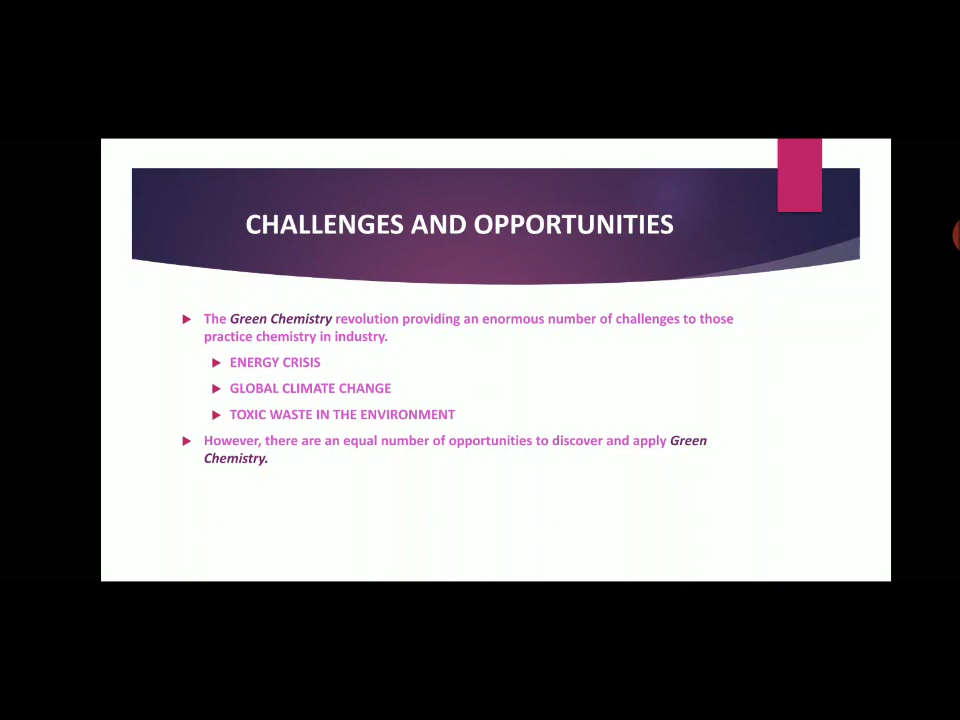 CHALLENGES AND OPPORTUNITIES
The Green Chemistry revolution providing an enormous number of challenges to those
practice chemistry in industry.
ENERGY CRISIS
GLOBAL CLIMATE CHANGE
TOXIC WASTE IN THE ENVIRONMENT
However, there are an equal number of opportunities to discover and apply Green
Chemistry.